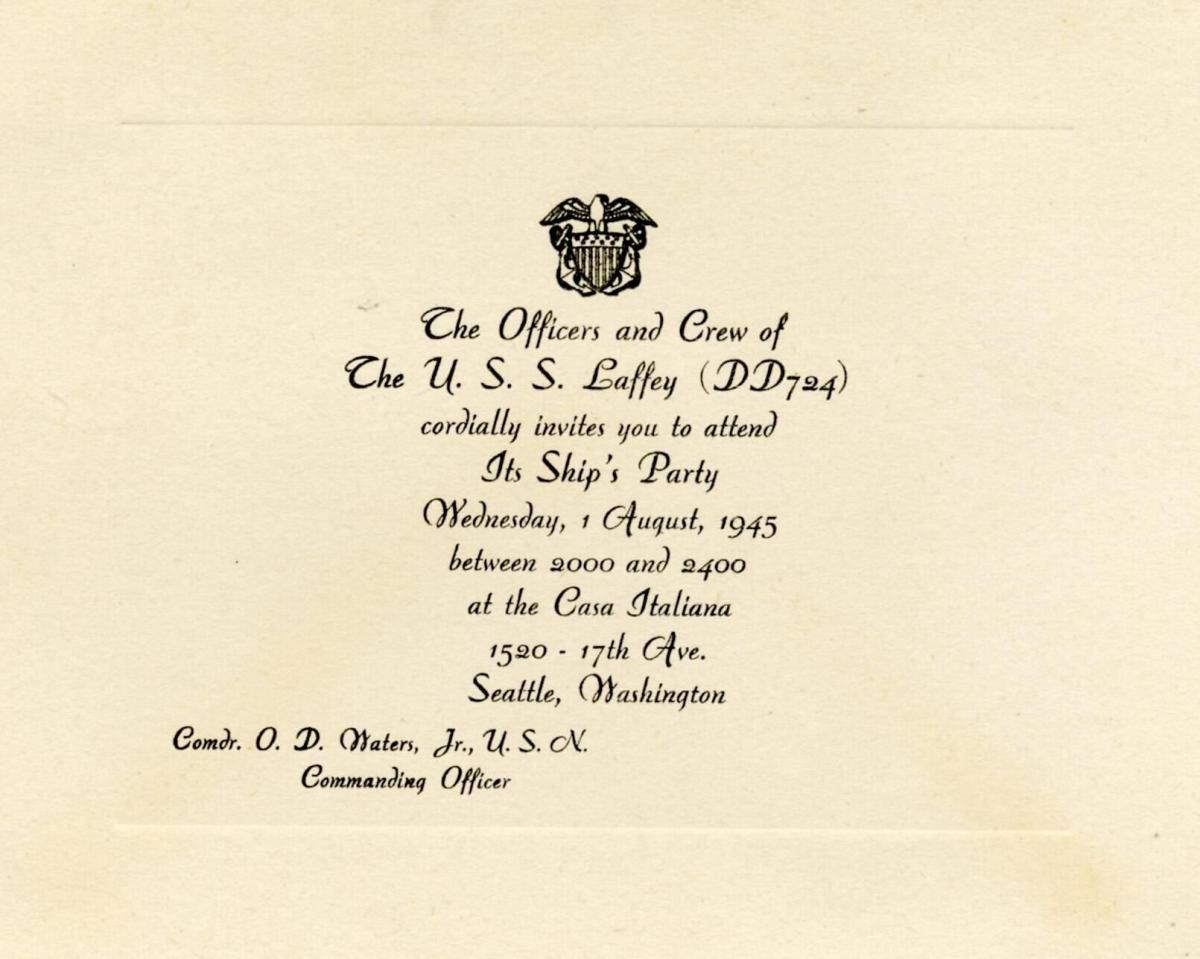 The Officers and Crew of
The U. S. S. Laffey (DD724)
cordially invites you to attend
Its Ship's Party
Wednesday, 1 August, 1945
between 2000 and 2400
at the Casa Italiana
1520 - 17th Ave.
Seattle, Washington
Comdr. O. D. Waters, Jr., U. S. N.
Commanding Officer